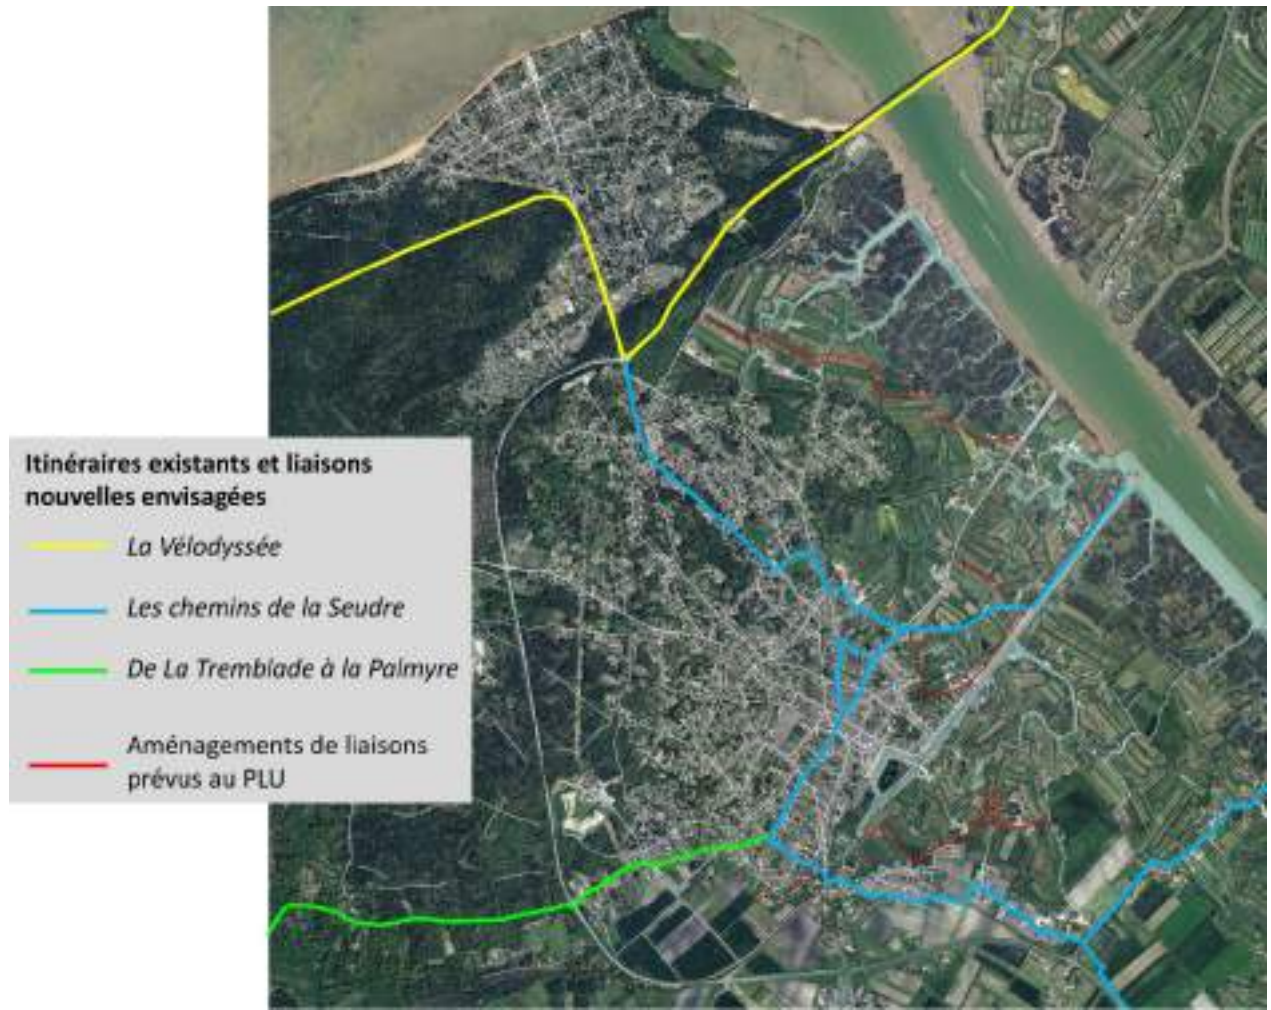 Itinéraires existants et liaisons
nouvelles envisagées
La Vélodyssée
Les chemins de la Seudre
De La Tremblade à la Palmyre
Aménagements de liaisons
prévus au PLU